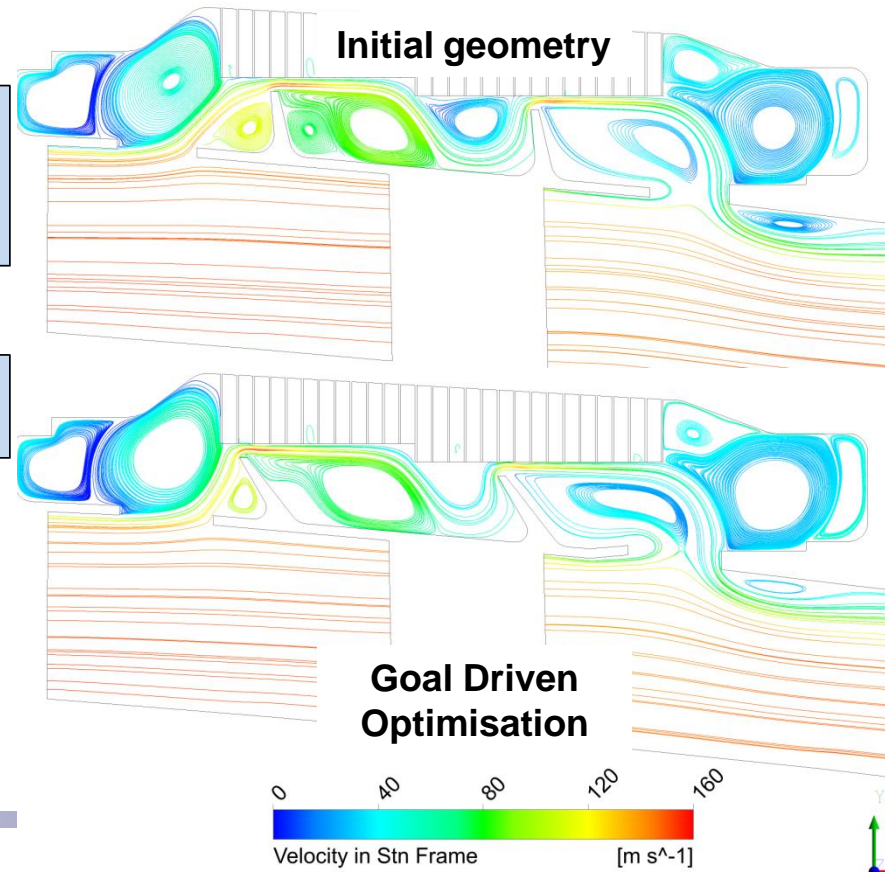 Initial geometry
Goal Driven
Optimisation
0 40 80 120 160
Velocity in Stn Frame [m s^-1]
Y
Z